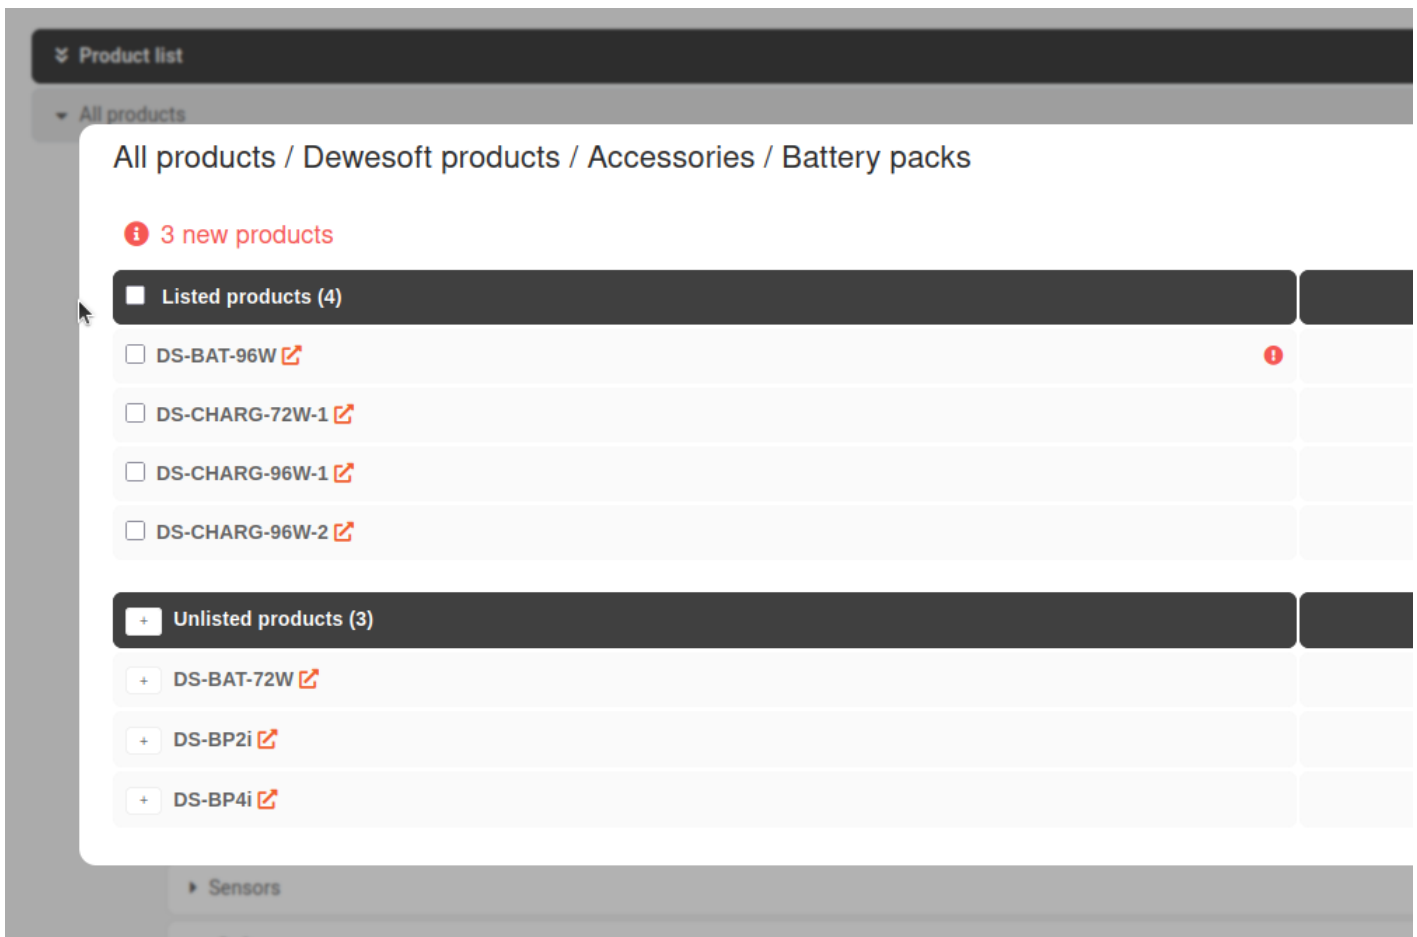 Product list
All products
All products / Dewesoft products / Accessories / Battery packs
3 new products
Listed products (4)
DS-BAT-96W
DS-CHARG-72W-1
DS-CHARG-96W-1
DS-CHARG-96W-2
+ Unlisted products (3)
+ DS-BAT-72W
+ DS-BP2i
+ DS-BP4i
Sensors